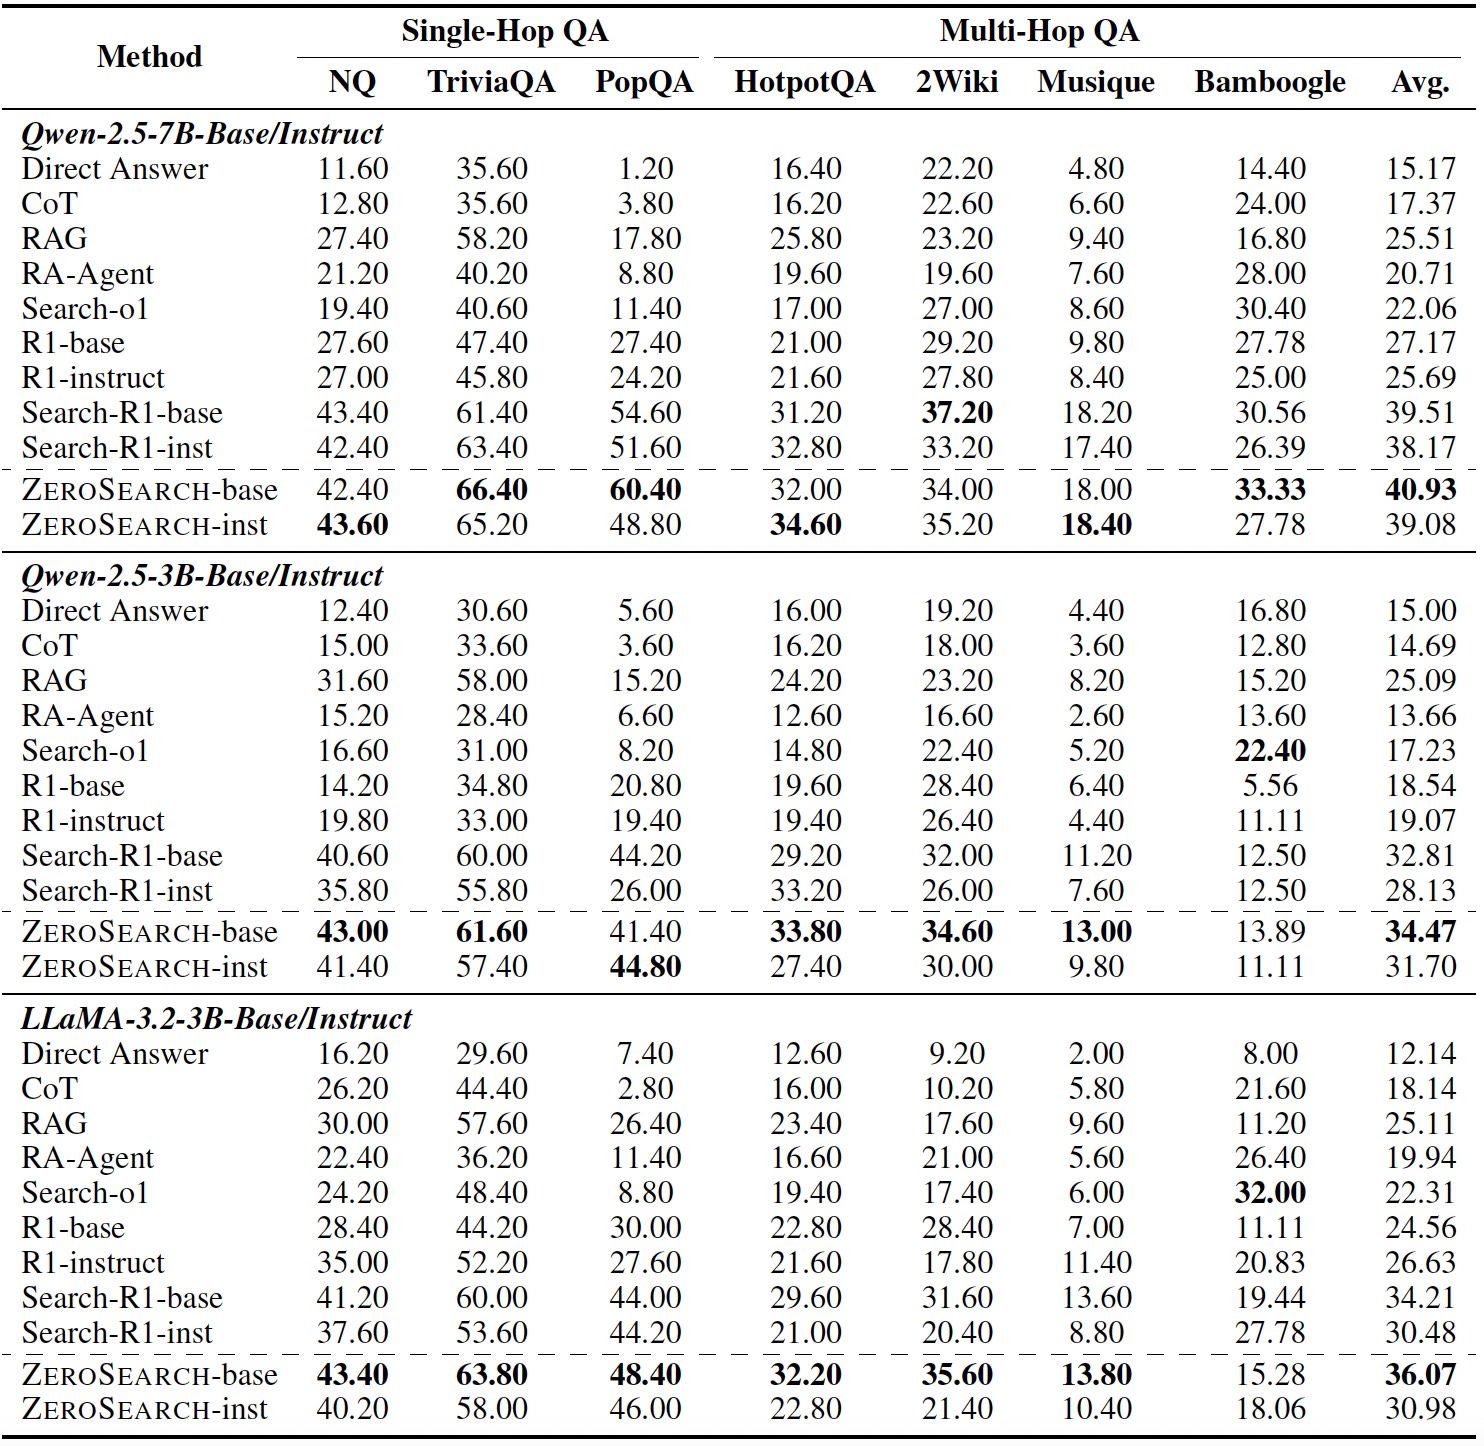 Method Single-Hop QA Multi-Hop QA
NQ TriviaQA PopQA HotpotQA 2Wiki Musique Bamboogle Avg.
Qwen-2.5-7B-Base/Instruct
Direct Answer 11.60 35.60 1.20 16.40 22.20 4.80 14.40 15.17
CoT 12.80 35.60 3.80 16.20 22.60 6.60 24.00 17.37
RAG 27.40 58.20 17.80 25.80 23.20 9.40 16.80 25.51
RA-Agent 21.20 40.20 8.80 19.60 19.60 7.60 28.00 20.71
Search-o1 19.40 40.60 11.40 17.00 27.00 8.60 30.40 22.06
R1-base 27.60 47.40 27.40 21.00 29.20 9.80 27.78 27.17
R1-instruct 27.00 45.80 24.20 21.60 27.80 8.40 25.00 25.69
Search-R1-base 43.40 61.40 54.60 31.20 37.20 18.20 30.56 39.51
Search-R1-inst 42.40 63.40 51.60 32.80 33.20 17.40 26.39 38.17
ZEROSEARCH-base 42.40 66.40 60.40 32.00 34.00 18.00 33.33 40.93
ZEROSEARCH-inst 43.60 65.20 48.80 34.60 35.20 18.40 27.78 39.08
Qwen-2.5-3B-Base/Instruct
Direct Answer 12.40 30.60 5.60 16.00 19.20 4.40 16.80 15.00
CoT 15.00 33.60 3.60 16.20 18.00 3.60 12.80 14.69
RAG 31.60 58.00 15.20 24.20 23.20 8.20 15.20 25.09
RA-Agent 15.20 28.40 6.60 12.60 16.60 2.60 13.60 13.66
Search-o1 16.60 31.00 8.20 14.80 22.40 5.20 22.40 17.23
R1-base 14.20 34.80 20.80 19.60 28.40 6.40 5.56 18.54
R1-instruct 19.80 33.00 19.40 19.40 26.40 4.40 11.11 19.07
Search-R1-base 40.60 60.00 44.20 29.20 32.00 11.20 12.50 32.81
Search-R1-inst 35.80 55.80 26.00 33.20 26.00 7.60 12.50 28.13
ZEROSEARCH-base 43.00 61.60 41.40 33.80 34.60 13.00 13.89 34.47
ZEROSEARCH-inst 41.40 57.40 44.80 27.40 30.00 9.80 11.11 31.70
LLaMA-3.2-3B-Base/Instruct
Direct Answer 16.20 29.60 7.40 12.60 9.20 2.00 8.00 12.14
CoT 26.20 44.40 2.80 16.00 10.20 5.80 21.60 18.14
RAG 30.00 57.60 26.40 23.40 17.60 9.60 11.20 25.11
RA-Agent 22.40 36.20 11.40 16.60 21.00 5.60 26.40 19.94
Search-o1 24.20 48.40 8.80 19.40 17.40 6.00 32.00 22.31
R1-base 28.40 44.20 30.00 22.80 28.40 7.00 11.11 24.56
R1-instruct 35.00 52.20 27.60 21.60 17.80 11.40 20.83 26.63
Search-R1-base 41.20 60.00 44.00 29.60 31.60 13.60 19.44 34.21
Search-R1-inst 37.60 53.60 44.20 21.00 20.40 8.80 27.78 30.48
ZEROSEARCH-base 43.40 63.80 48.40 32.20 35.60 13.80 15.28 36.07
ZEROSEARCH-inst 40.20 58.00 46.00 22.80 21.40 10.40 18.06 30.98